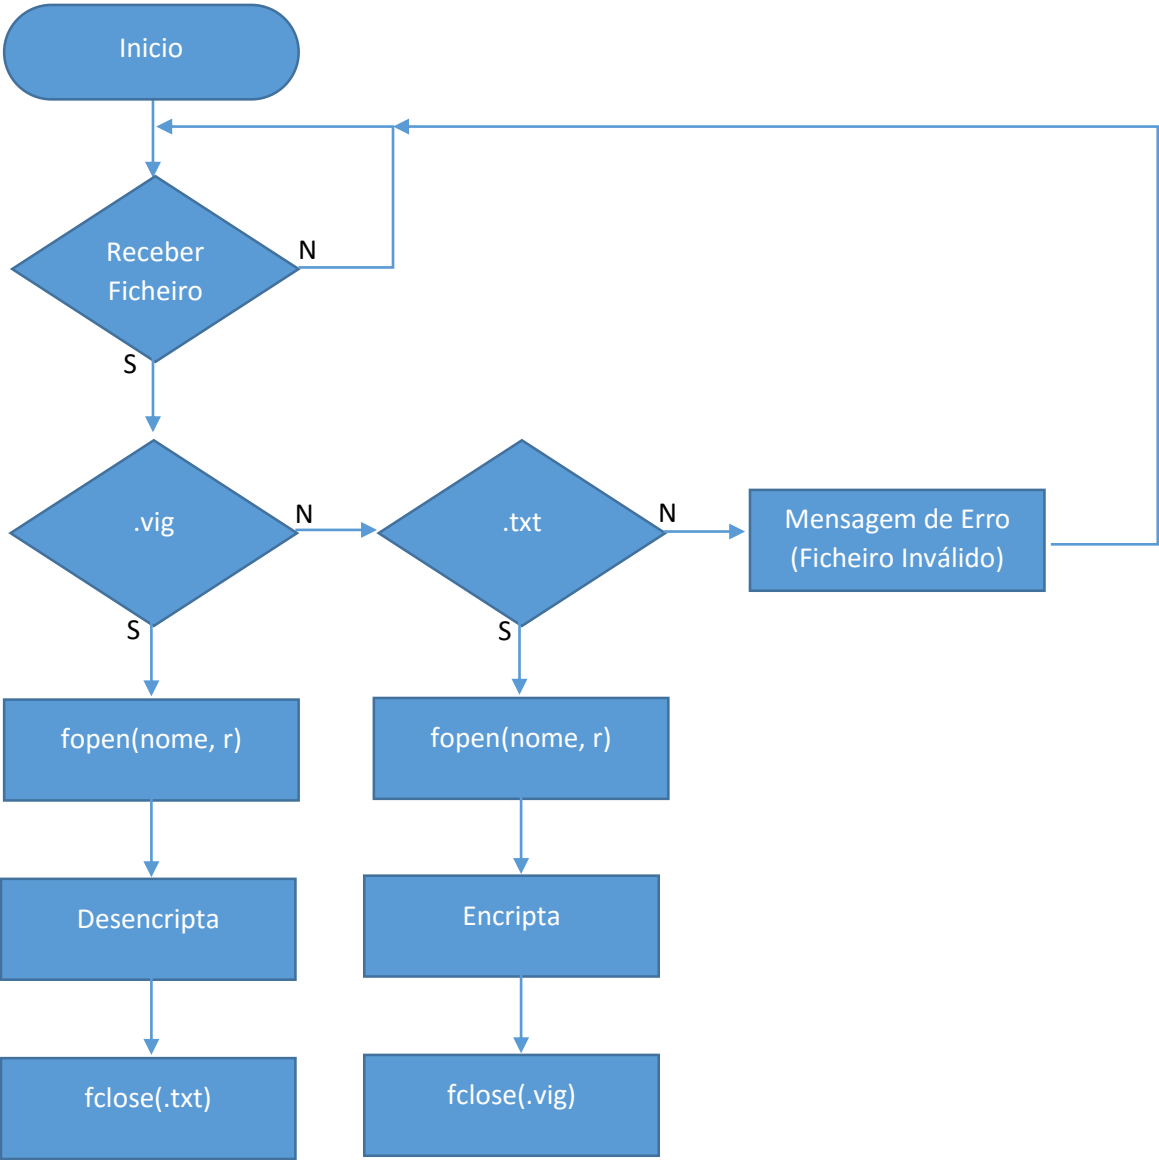 Inicio
Receber
Ficheiro
N
S
.vig
N
.txt
N
Mensagem de Erro
(Ficheiro Inválido)
S
S
fopen(nome, r)
fopen(nome, r)
Desencripta
Encripta
fclose(.txt)
fclose(.vig)